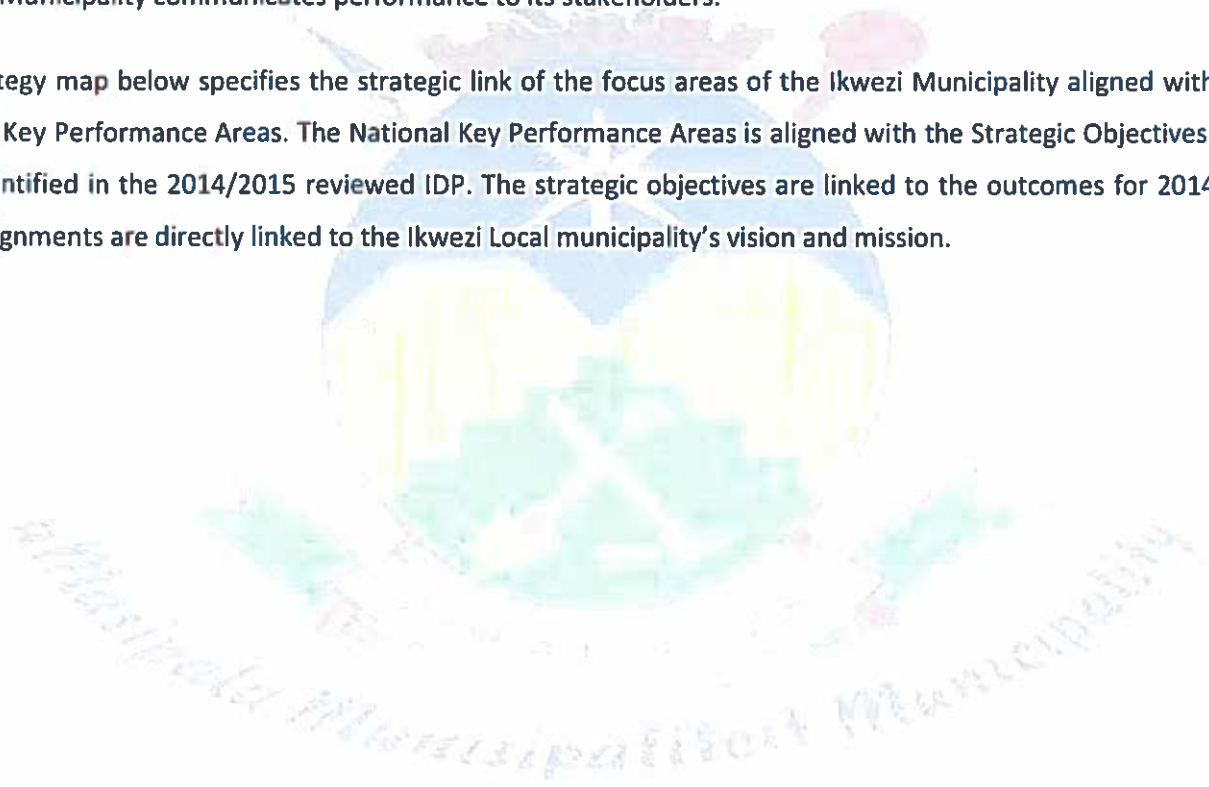 Municipality communicates performance to its stakeholders.
tegy map below specifies the strategic link of the focus areas of the Ikwezi Municipality aligned with
Key Performance Areas. The National Key Performance Areas is aligned with the Strategic Objectives
ntified in the 2014/2015 reviewed IDP. The strategic objectives are linked to the outcomes for 2014
gnments are directly linked to the Ikwezi Local municipality's vision and mission.
uMasipala Munisipaliteit Municipality